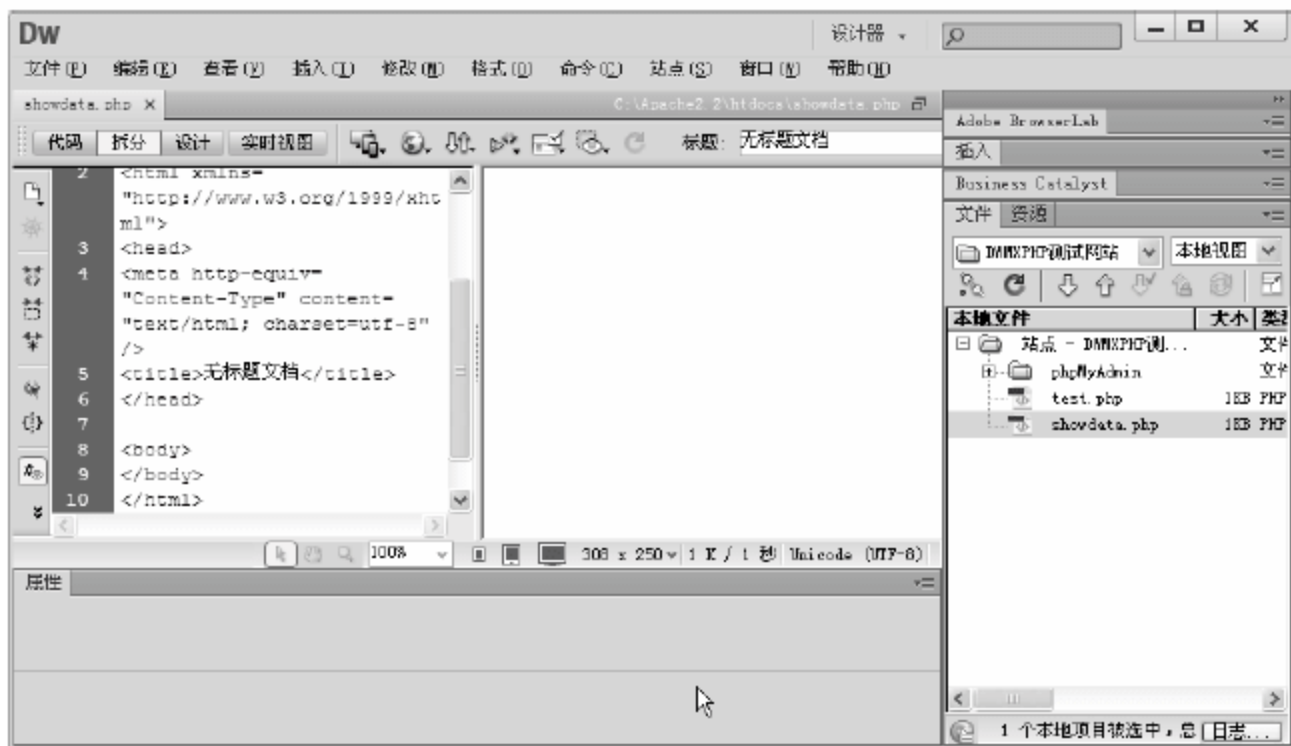 Dw
设计器
文件(F) 编辑(E) 查看(V) 插入(I) 修改(M) 格式(O) 命令(C) 站点(S) 窗口(W) 帮助(H)
showdata.php × C:\Apache2.2\htdocs\showdata.php
代码 拆分 设计 实时视图 标题: 无标题文档
2 <html xmlns=
"http://www.w3.org/1999/xht
ml">
3 <head>
4 <meta http-equiv=
"Content-Type" content=
"text/html; charset=utf-8"
/>
5 <title>无标题文档</title>
6 </head>
7
8 <body>
9 </body>
10 </html>
100% 308 x 250 1 K / 1 秒 Unicode (UTF-8)
属性
Adobe BrowserLab
插入
Business Catalyst
文件 资源
DWMXPHP测试网站 本地视图
本地文件 大小 类型
站点 - DWMXPHP测... 文件
phpMyAdmin 文件
test.php 1KB PHP
showdata.php 1KB PHP
1 个本地项目被选中,总 日志...